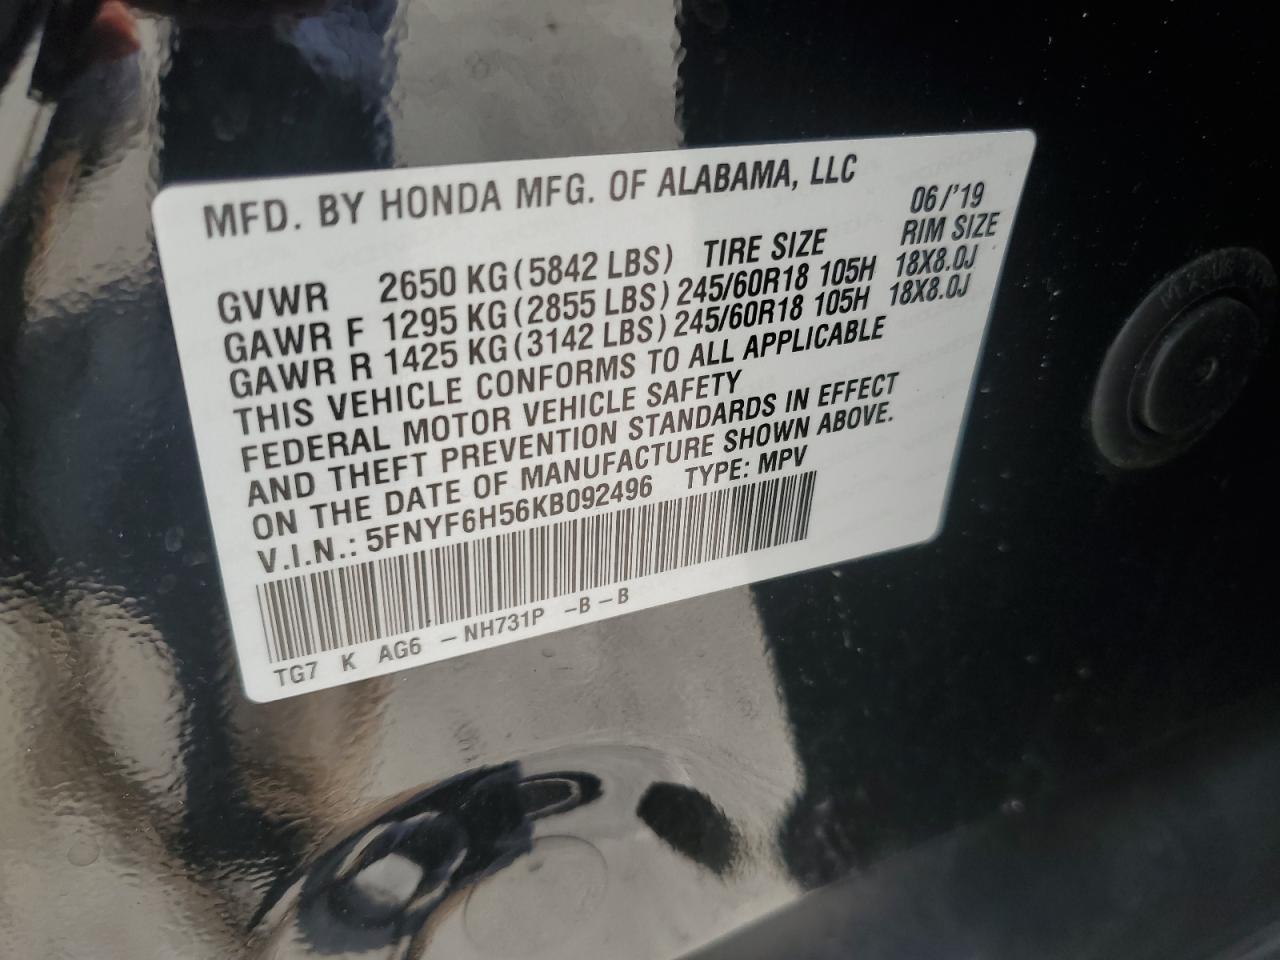 MFD. BY HONDA MFG. OF ALABAMA, LLC
06/'19
GVWR 2650 KG (5842 LBS) TIRE SIZE RIM SIZE
GAWR F 1295 KG (2855 LBS) 245/60R18 105H 18X8.0J
GAWR R 1425 KG (3142 LBS) 245/60R18 105H 18X8.0J
THIS VEHICLE CONFORMS TO ALL APPLICABLE
FEDERAL MOTOR VEHICLE SAFETY
AND THEFT PREVENTION STANDARDS IN EFFECT
ON THE DATE OF MANUFACTURE SHOWN ABOVE.
V.I.N.: 5FNYF6H56KB092496 TYPE: MPV
TG7 K AG6 – NH731P –B – B